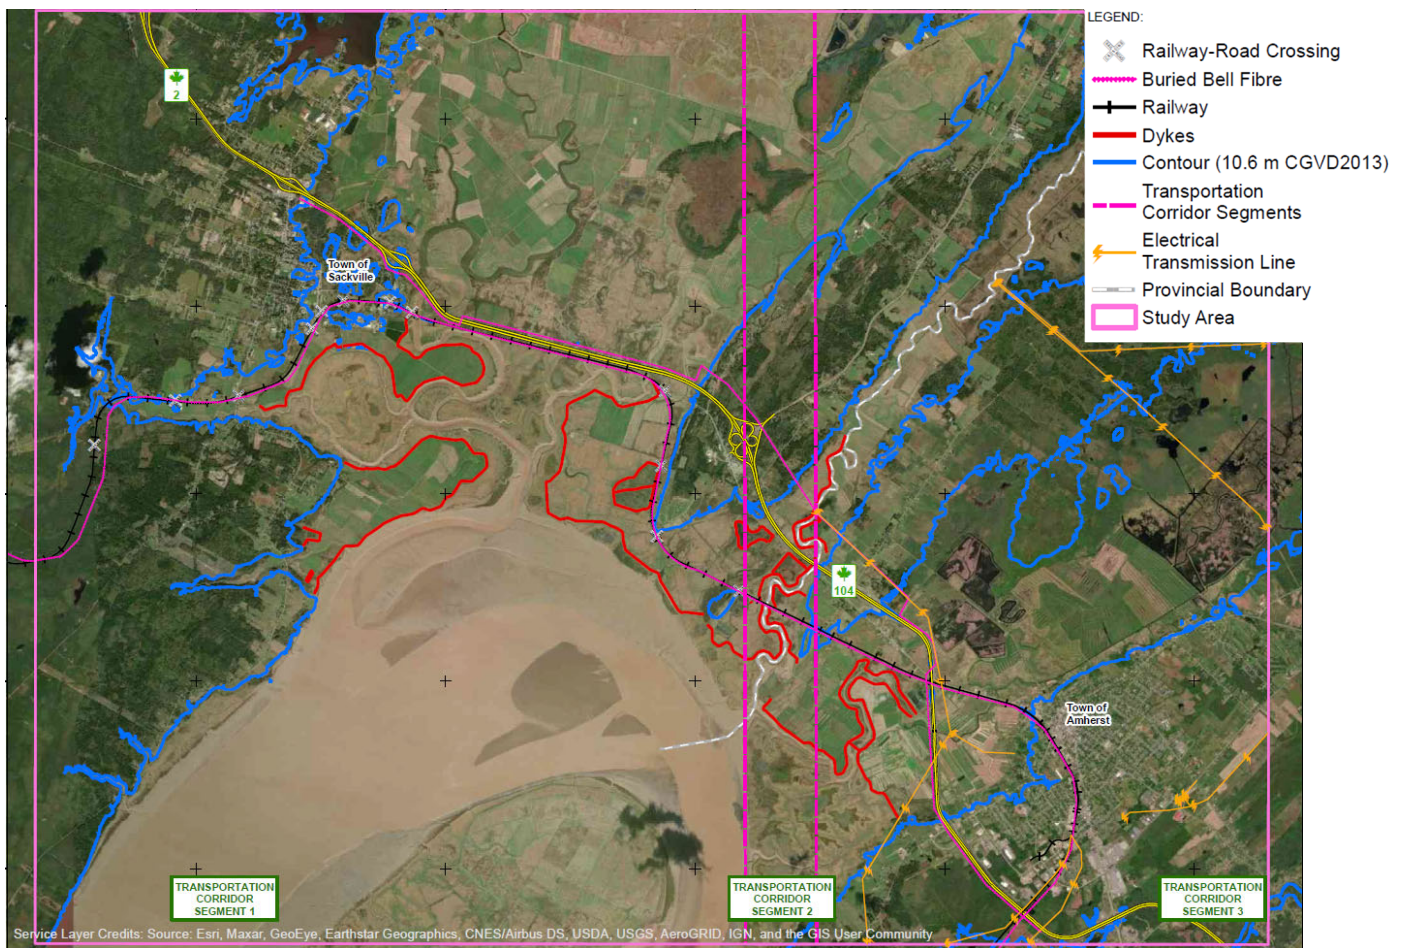 LEGEND:
Railway-Road Crossing
Buried Bell Fibre
Railway
Dykes
Contour (10.6 m CGVD2013)
Transportation
Corridor Segments
Electrical
Transmission Line
Provincial Boundary
Study Area
2
Town of
Sackville
104
Town of
Amherst
TRANSPORTATION
CORRIDOR
SEGMENT 1
TRANSPORTATION
CORRIDOR
SEGMENT 2
TRANSPORTATION
CORRIDOR
SEGMENT 3
Service Layer Credits: Source: Esri, Maxar, GeoEye, Earthstar Geographics, CNES/Airbus DS, USDA, USGS, AeroGRID, IGN, and the GIS User Community